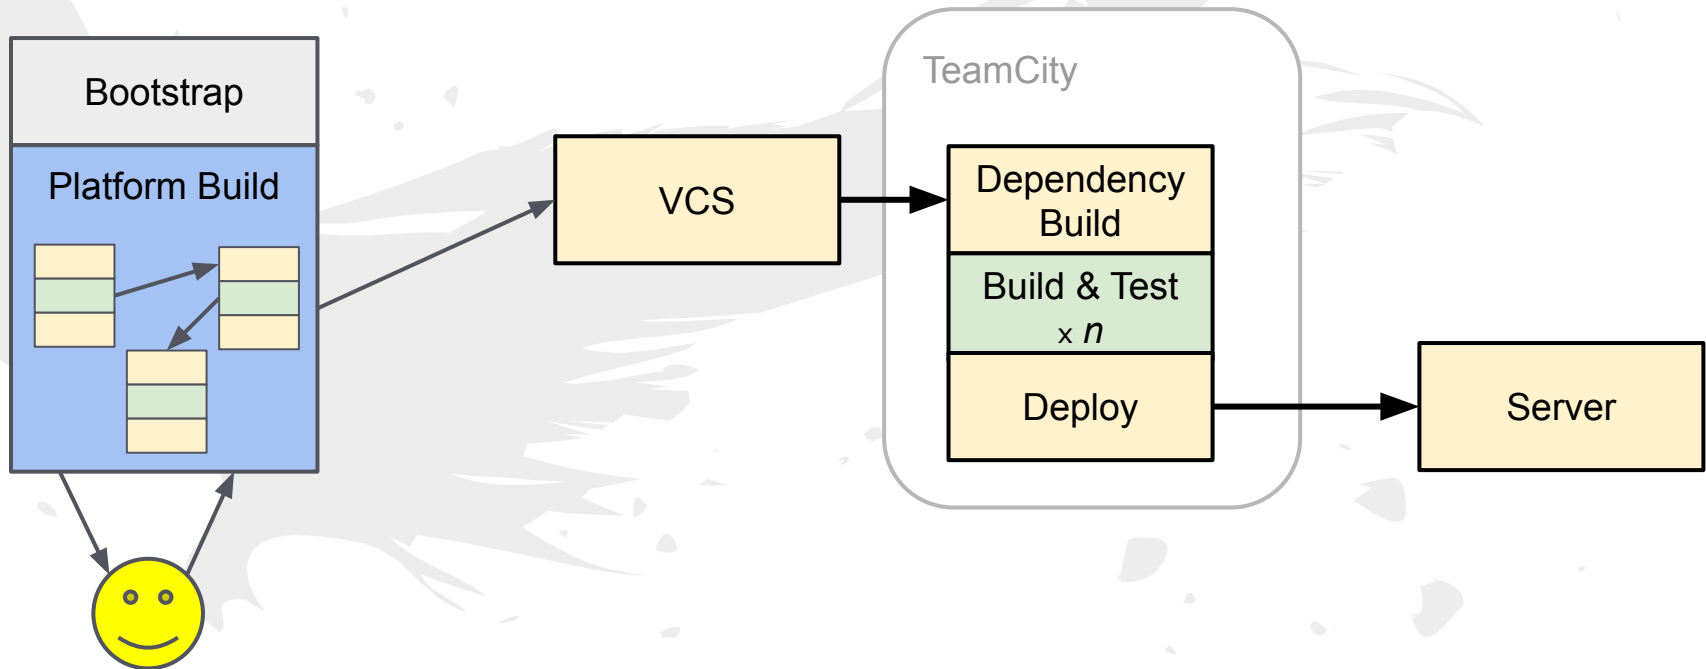 Bootstrap
Platform Build
VCS
TeamCity
Dependency
Build
Build & Test
x n
Deploy
Server